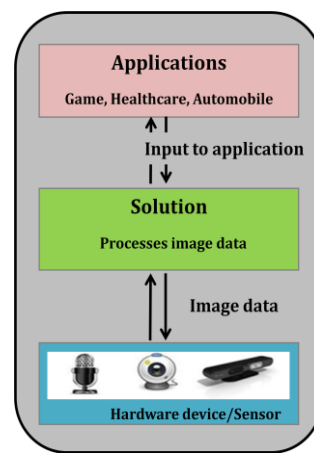 Applications
Game, Healthcare, Automobile
Input to application
Solution
Processes image data
Image data
Hardware device/Sensor